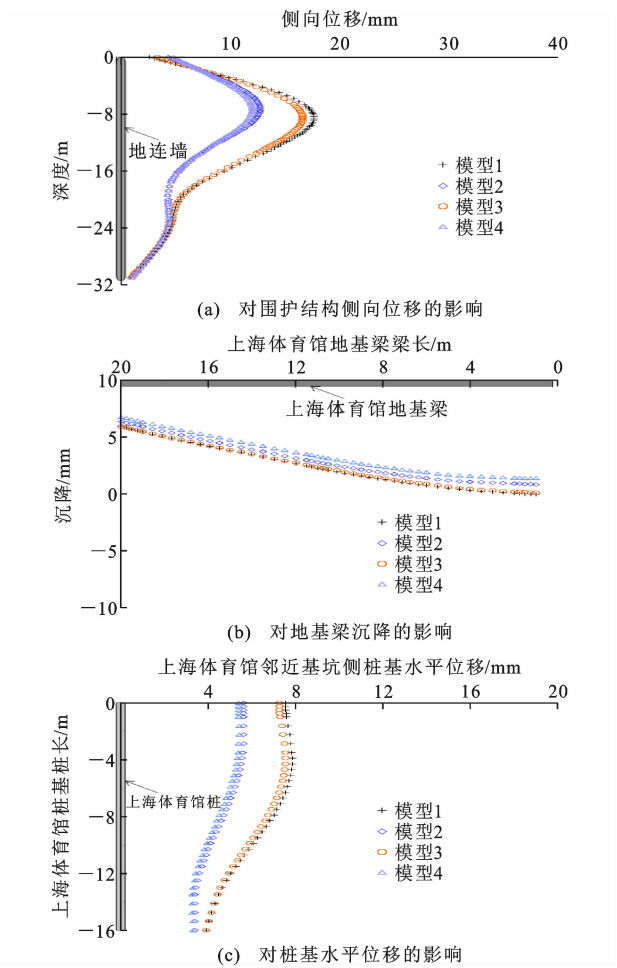 侧向位移/mm
0 10 20 30 40
0
−8
−16
−24
−32
深度/m
地连墙
模型1
模型2
模型3
模型4
(a) 对围护结构侧向位移的影响
上海体育馆地基梁梁长/m
20 16 12 8 4 0
10
5
0
−5
−10
沉降/mm
上海体育馆地基梁
模型1
模型2
模型3
模型4
(b) 对地基梁沉降的影响
上海体育馆邻近基坑侧桩基水平位移/mm
4 8 12 16 20
0
−4
−8
−12
−16
上海体育馆桩基桩长/m
上海体育馆桩
模型1
模型2
模型3
模型4
(c) 对桩基水平位移的影响